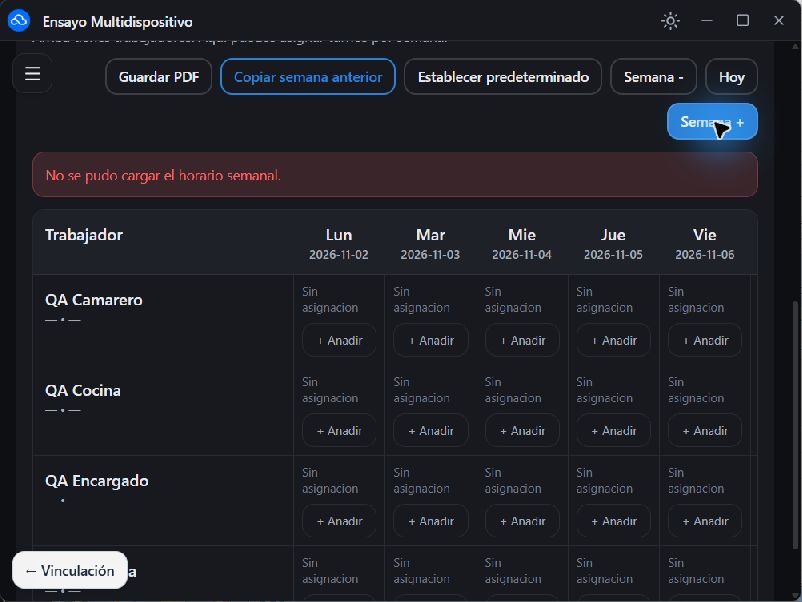 Ensayo Multidispositivo
Guardar PDF
Copiar semana anterior
Establecer predeterminado
Semana -
Hoy
Semana +
No se pudo cargar el horario semanal.
Trabajador Lun Mar Mie Jue Vie
2026-11-02 2026-11-03 2026-11-04 2026-11-05 2026-11-06
QA Camarero
— • —
Sin asignacion
+ Anadir
Sin asignacion
+ Anadir
Sin asignacion
+ Anadir
Sin asignacion
+ Anadir
Sin asignacion
+ Anadir
QA Cocina
— • —
Sin asignacion
+ Anadir
Sin asignacion
+ Anadir
Sin asignacion
+ Anadir
Sin asignacion
+ Anadir
Sin asignacion
+ Anadir
QA Encargado
•
Sin asignacion
+ Anadir
Sin asignacion
+ Anadir
Sin asignacion
+ Anadir
Sin asignacion
+ Anadir
Sin asignacion
+ Anadir
← Vinculación
Sin asignacion
Sin asignacion
Sin asignacion
Sin asignacion
Sin asignacion